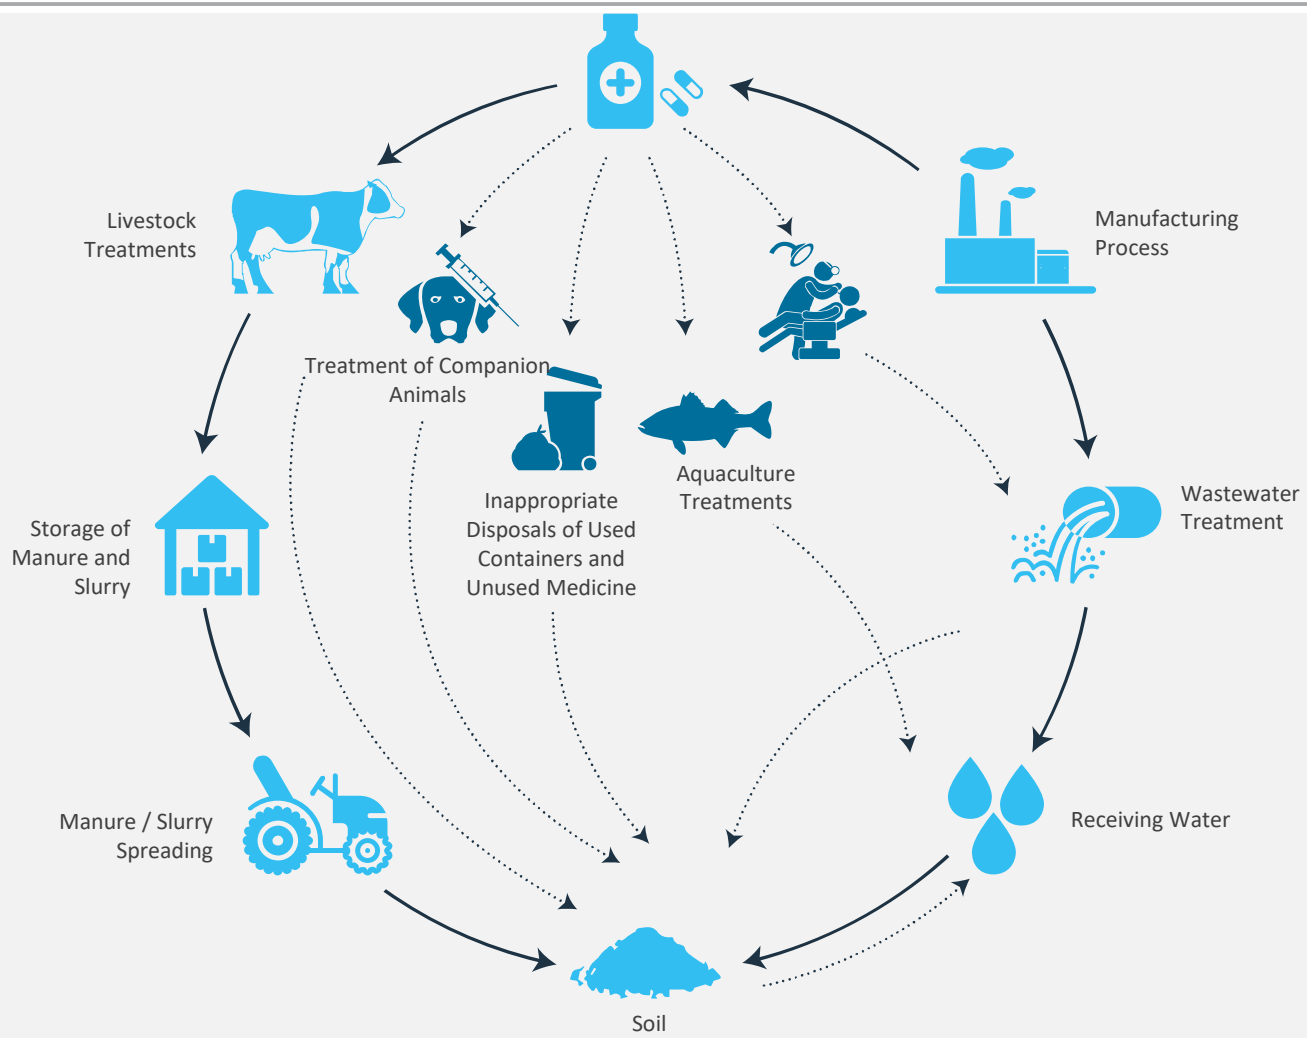 Livestock
Treatments
Manufacturing
Process
Treatment of Companion
Animals
Aquaculture
Treatments
Inappropriate
Disposals of Used
Containers and
Unused Medicine
Wastewater
Treatment
Storage of
Manure and
Slurry
Manure / Slurry
Spreading
Receiving Water
Soil